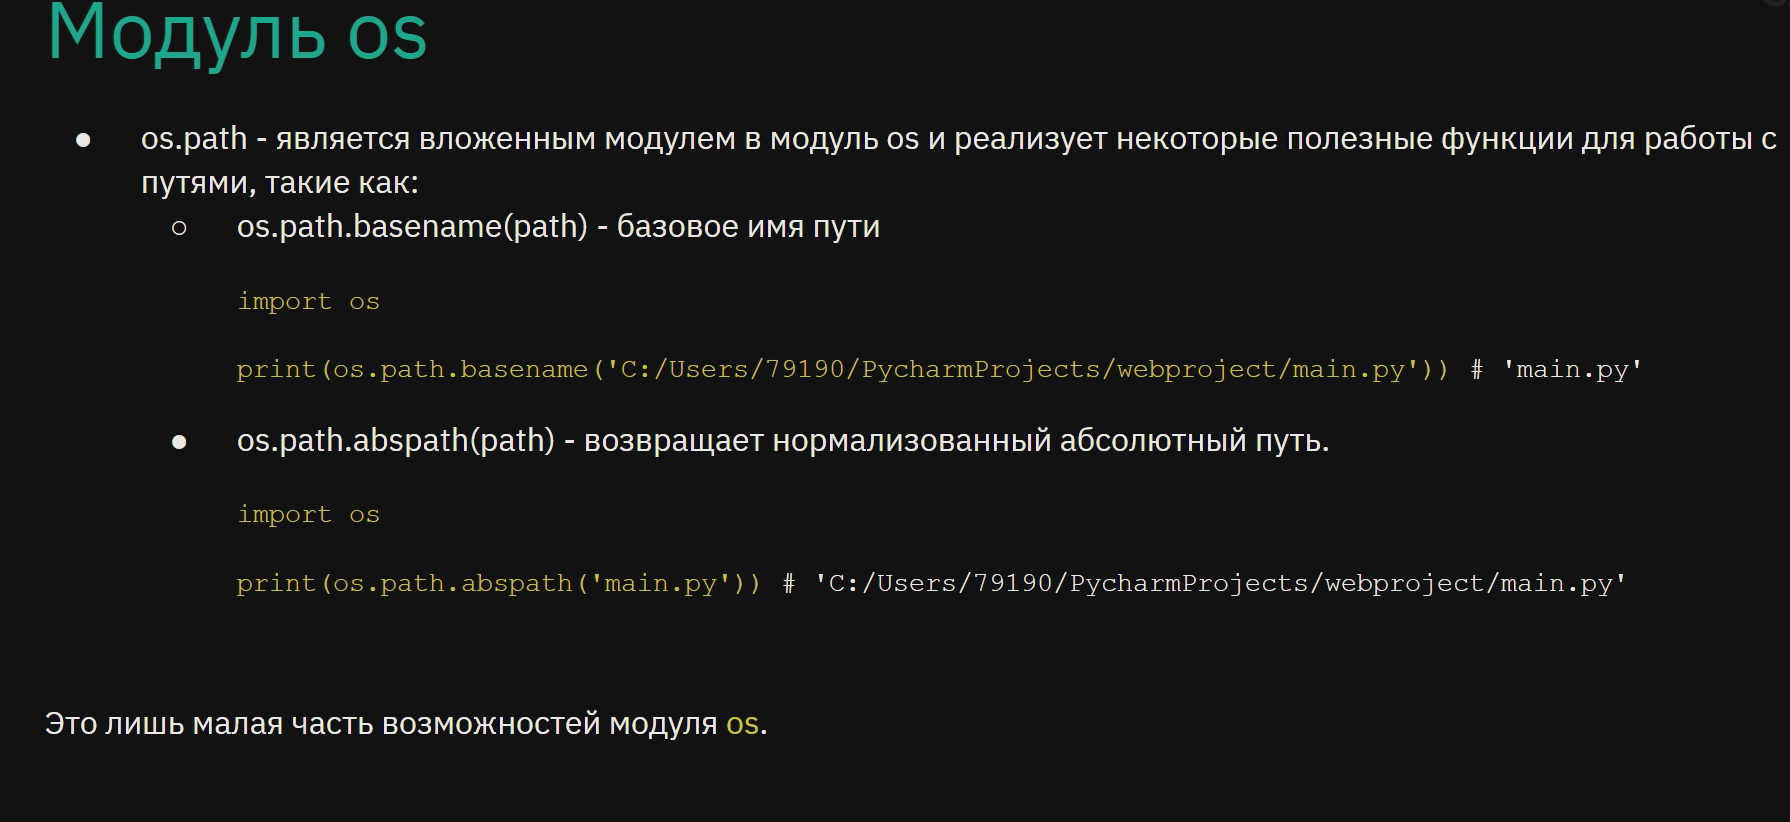 Модуль os
● os.path - является вложенным модулем в модуль os и реализует некоторые полезные функции для работы с
путями, такие как:
○ os.path.basename(path) - базовое имя пути
import os
print(os.path.basename('C:/Users/79190/PycharmProjects/webproject/main.py')) # 'main.py'
● os.path.abspath(path) - возвращает нормализованный абсолютный путь.
import os
print(os.path.abspath('main.py')) # 'C:/Users/79190/PycharmProjects/webproject/main.py'
Это лишь малая часть возможностей модуля os.